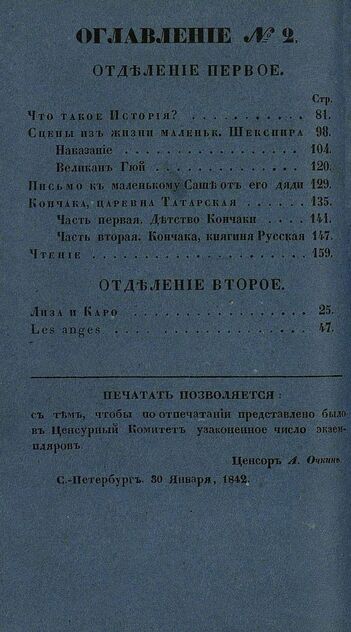 ОГЛАВЛЕНІЕ № 2.
ОТДѢЛЕНІЕ ПЕРВОЕ.
Стр.
Что такое Исторія? . . . . . . . . . . 81.
Сцены изъ жизни маленьк. Шекспира 98.
Наказаніе . . . . . . . . . . . . . 104.
Великанъ Гюй . . . . . . . . . . . 120.
Письмо къ маленькому Сашѣ отъ его дяди 129.
Кончака, царевна Татарская . . . . . . 135.
Часть первая. Дѣтство Кончаки . . . . 141.
Часть вторая. Кончака, княгиня Русская 147.
Чтеніе . . . . . . . . . . . . . . . 159.
ОТДѢЛЕНІЕ ВТОРОЕ.
Лиза и Каро . . . . . . . . . . . . . 25.
Les anges . . . . . . . . . . . . . . 47.
ПЕЧАТАТЬ ПОЗВОЛЯЕТСЯ:
съ тѣмъ, чтобы по отпечатаніи представлено было
въ Ценсурный Комитетъ узаконенное число экзем-
пляровъ.
Ценсоръ А. Очкинъ
С.-Петербургъ. 30 Января, 1842.